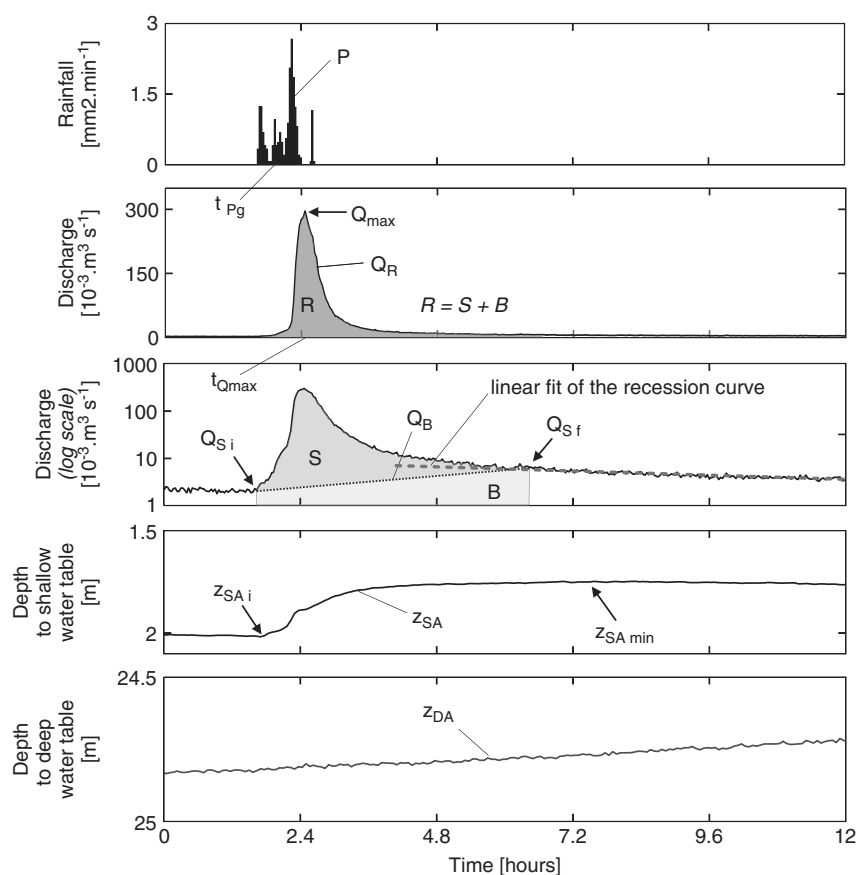 Rainfall
[mm2.min-1]
3
1.5
0
P
t Pg
Discharge
[10-3.m3 s-1]
300
150
0
Qmax
QR
R
R = S + B
tQmax
Discharge
(log scale)
[10-3.m3 s-1]
1000
100
10
1
linear fit of the recession curve
QS i
QB
QS f
S
B
Depth
to shallow
water table
[m]
1.5
2
zSA i
zSA
zSA min
Depth
to deep
water table
[m]
24.5
25
zDA
0
2.4
4.8
7.2
9.6
12
Time [hours]